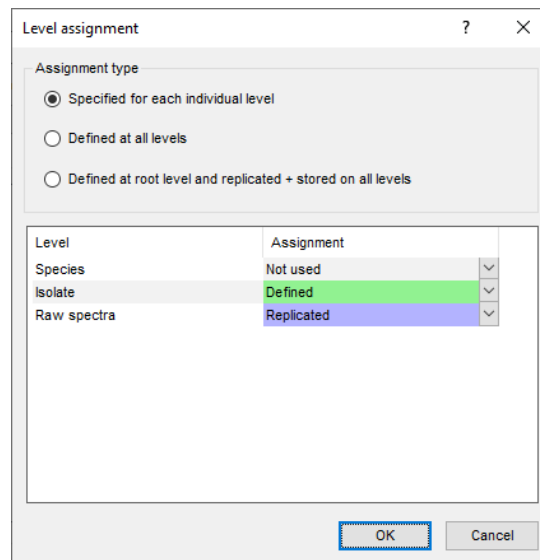 Level assignment ?
Assignment type
Specified for each individual level
Defined at all levels
Defined at root level and replicated + stored on all levels
Level Assignment
Species Not used
Isolate Defined
Raw spectra Replicated
OK Cancel